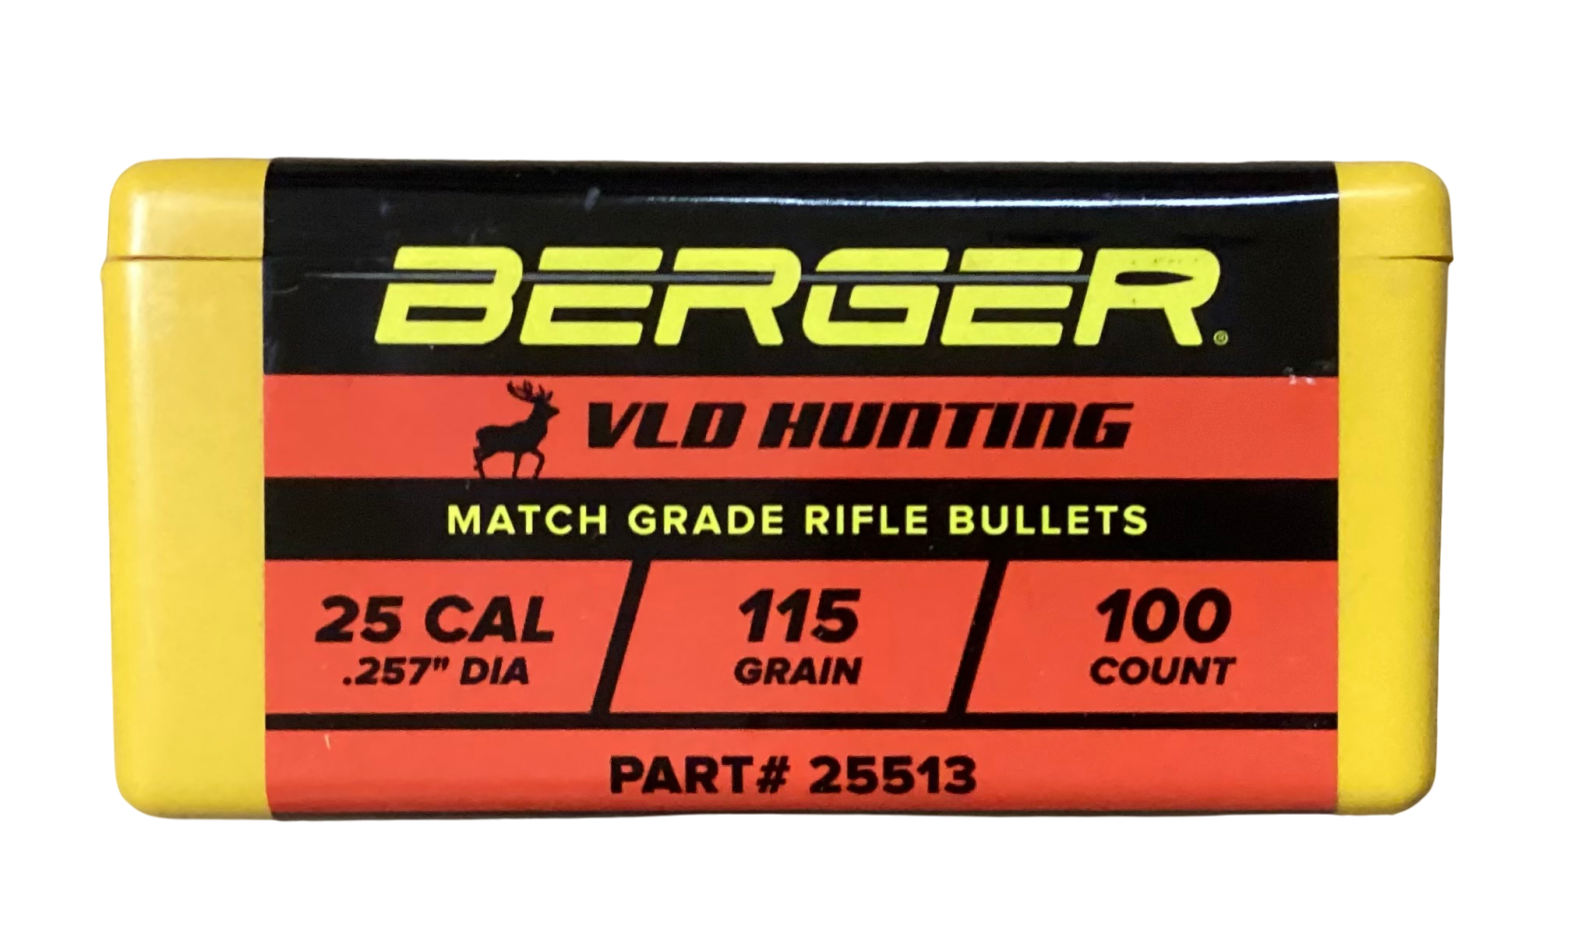 BERGER®
VLD HUNTING
MATCH GRADE RIFLE BULLETS
25 CAL
.257" DIA
115
GRAIN
100
COUNT
PART# 25513